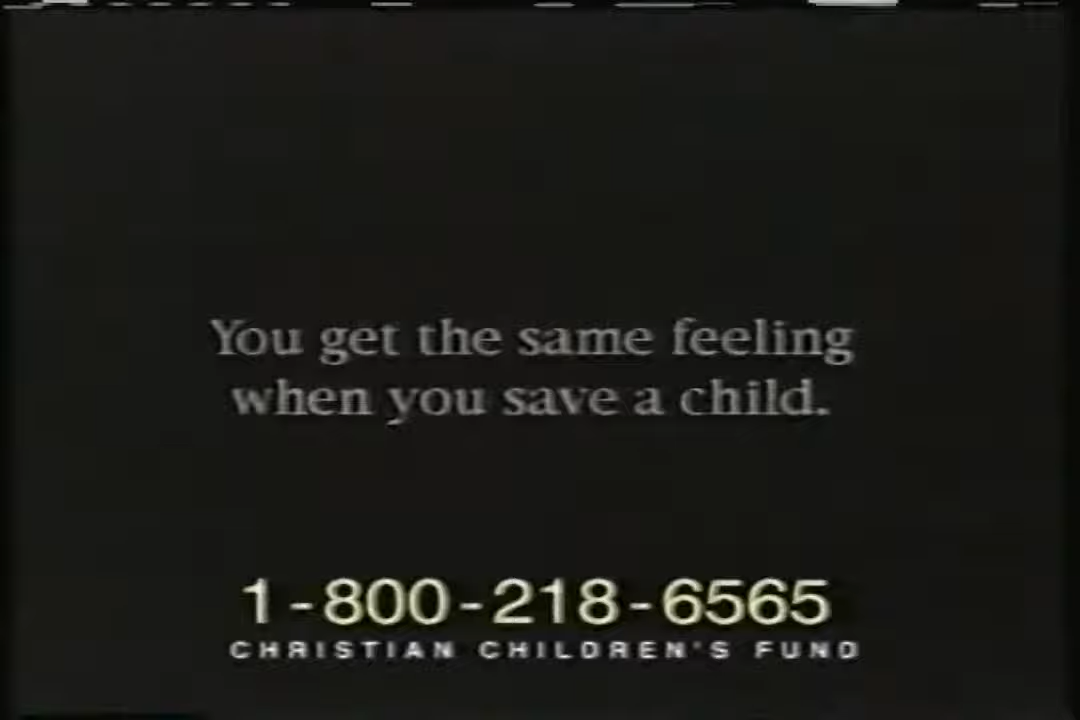 You get the same feeling
when you save a child.
1-800-218-6565
CHRISTIAN CHILDREN'S FUND